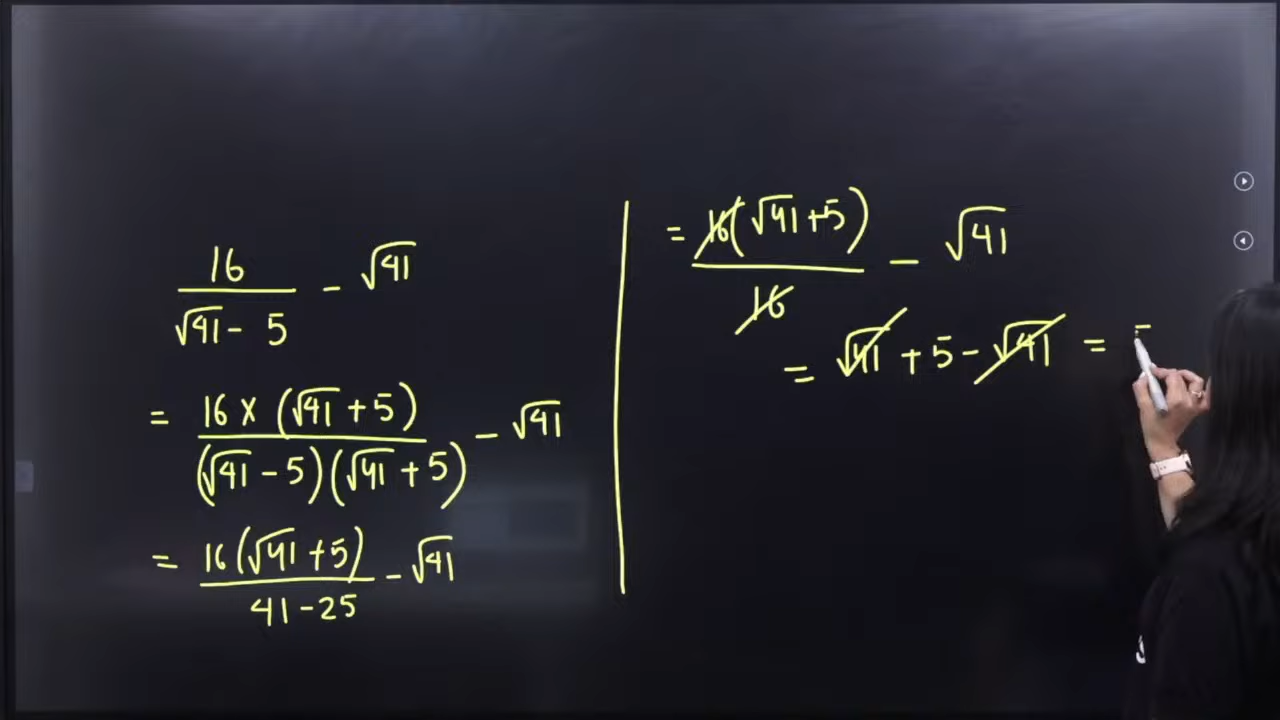 16/(√41 - 5) - √41
= 16 × (√41 + 5)/((√41 - 5)(√41 + 5)) - √41
= 16(√41 + 5)/(41 - 25) - √41
= 16(√41 + 5)/16 - √41
= √41 + 5 - √41 =